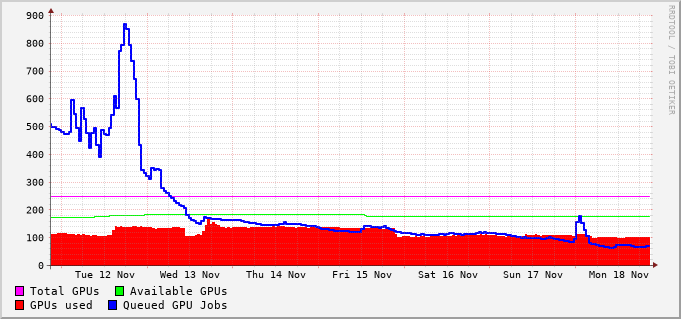 900
800
700
600
500
400
300
200
100
0
Tue 12 Nov Wed 13 Nov Thu 14 Nov Fri 15 Nov Sat 16 Nov Sun 17 Nov Mon 18 Nov
Total GPUs Available GPUs
GPUs used Queued GPU Jobs
RRDTOOL / TOBI OETIKER